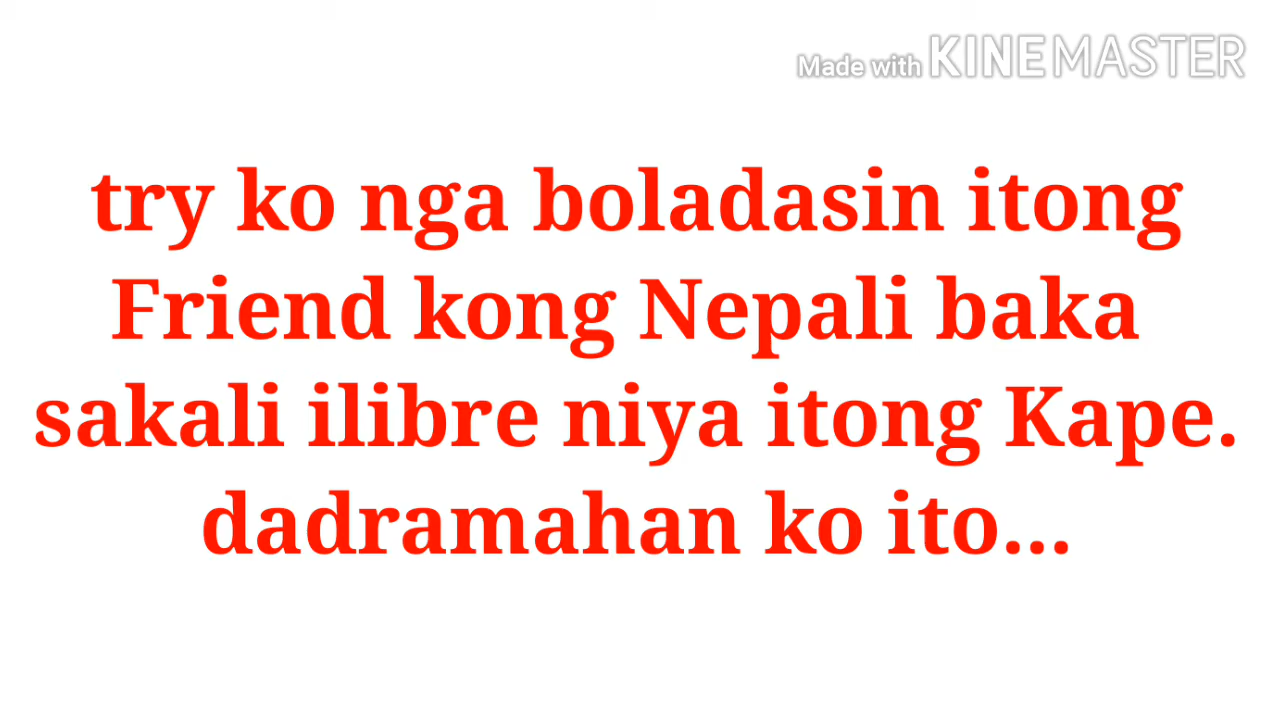 Made with KINEMASTER
try ko nga boladasin itong
Friend kong Nepali baka
sakali ilibre niya itong Kape.
dadramahan ko ito...